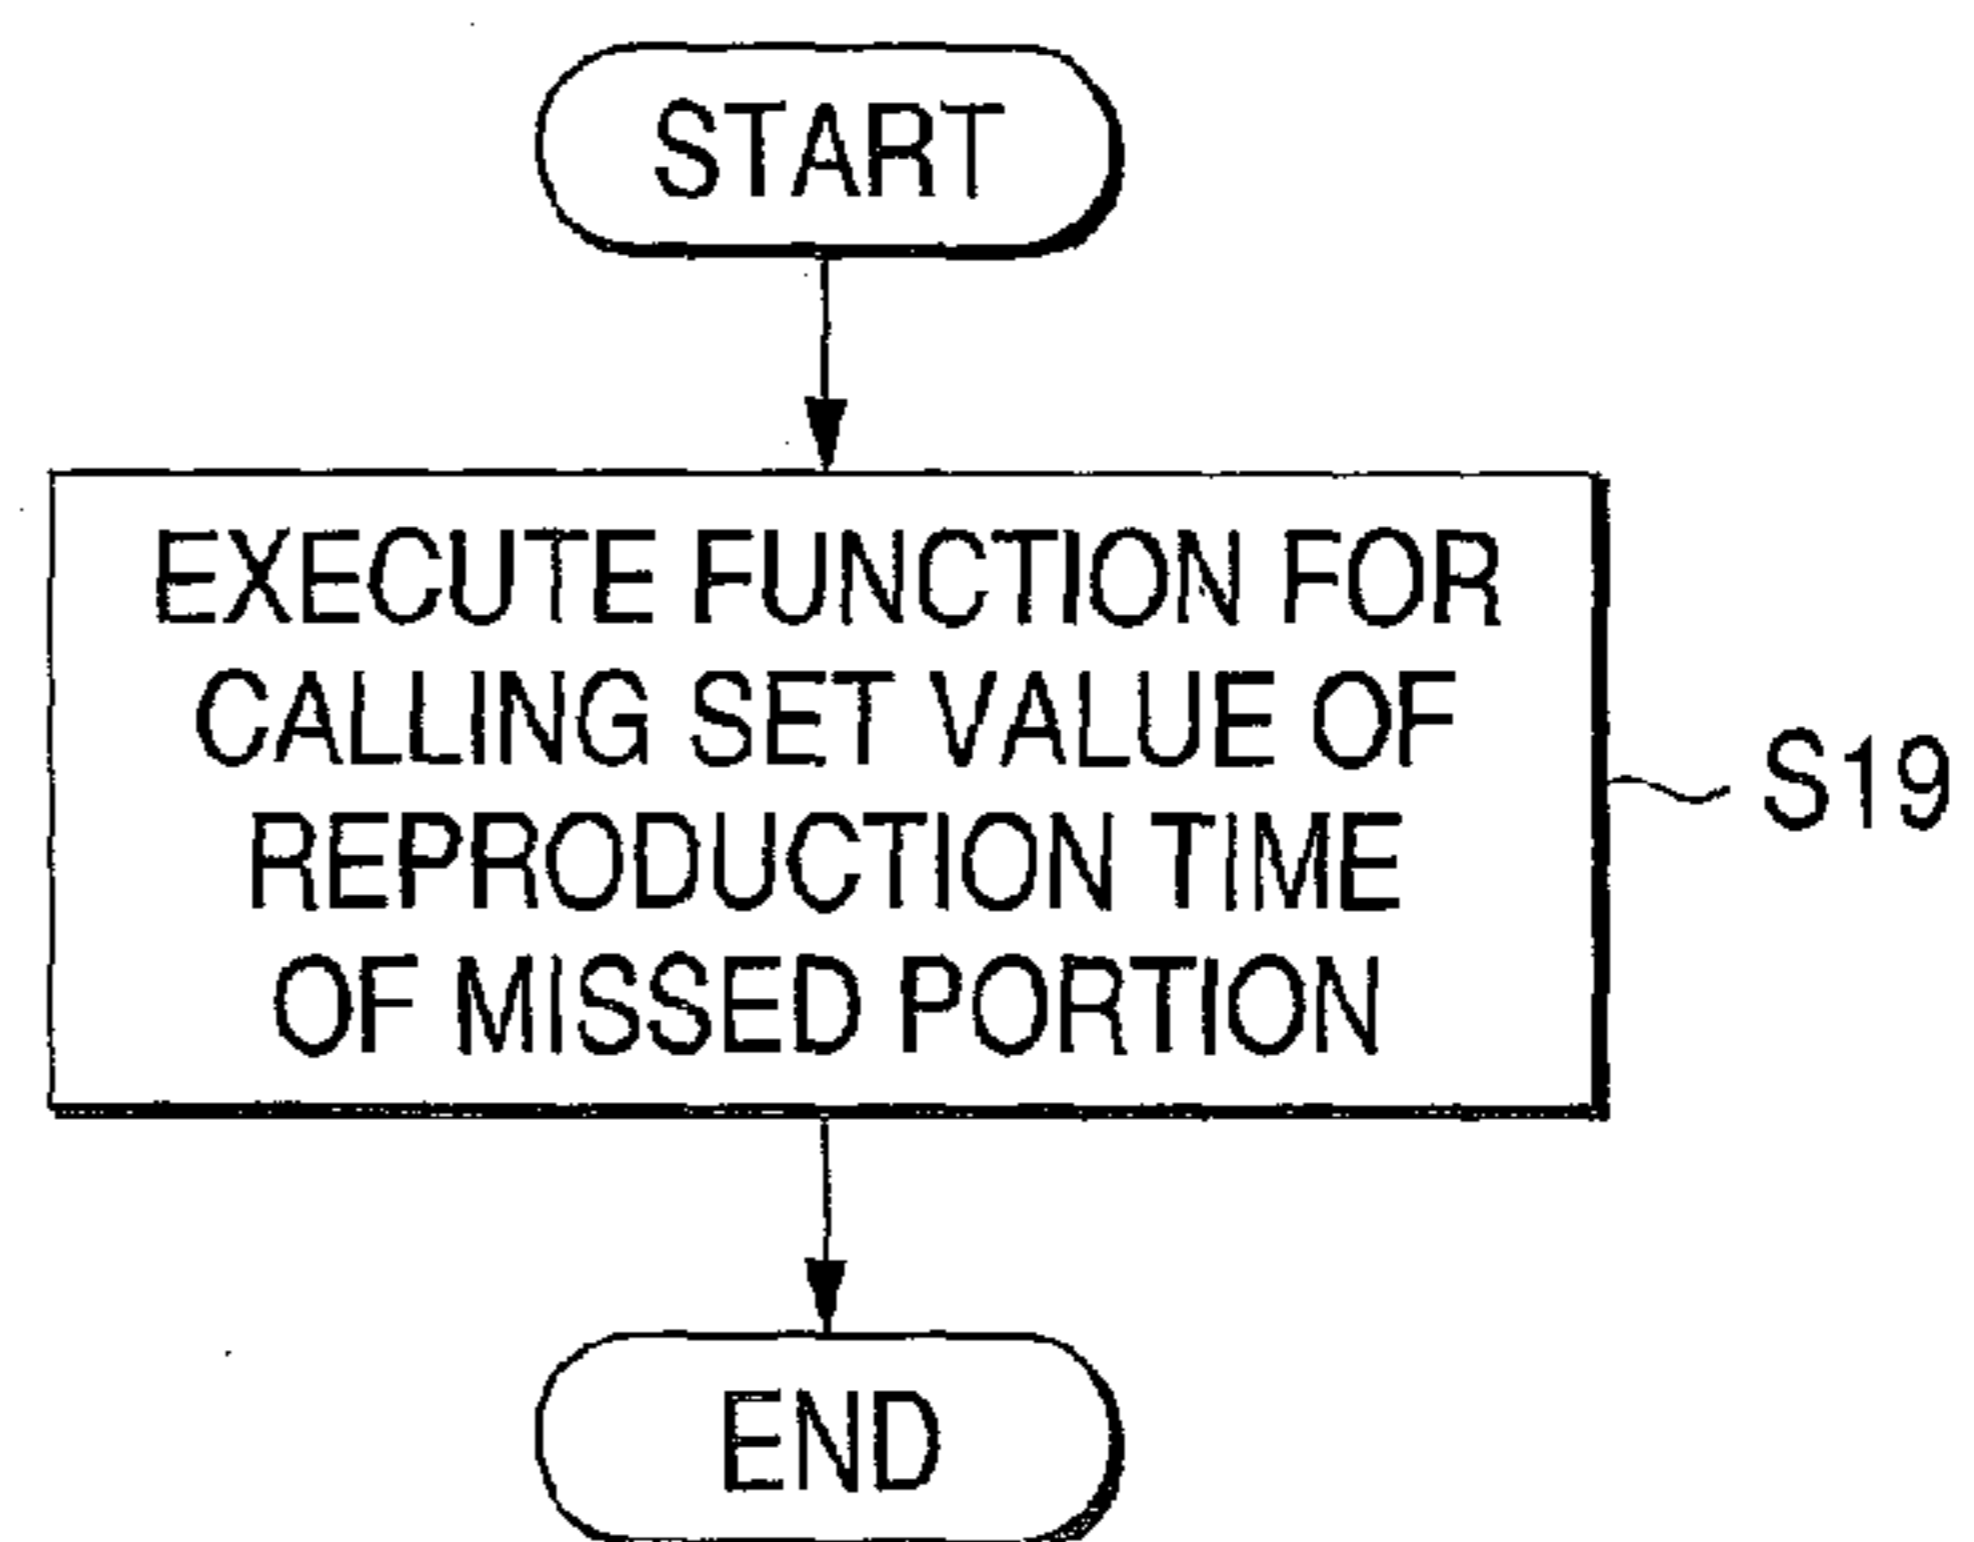 START
EXECUTE FUNCTION FOR
CALLING SET VALUE OF
REPRODUCTION TIME
OF MISSED PORTION
S19
END